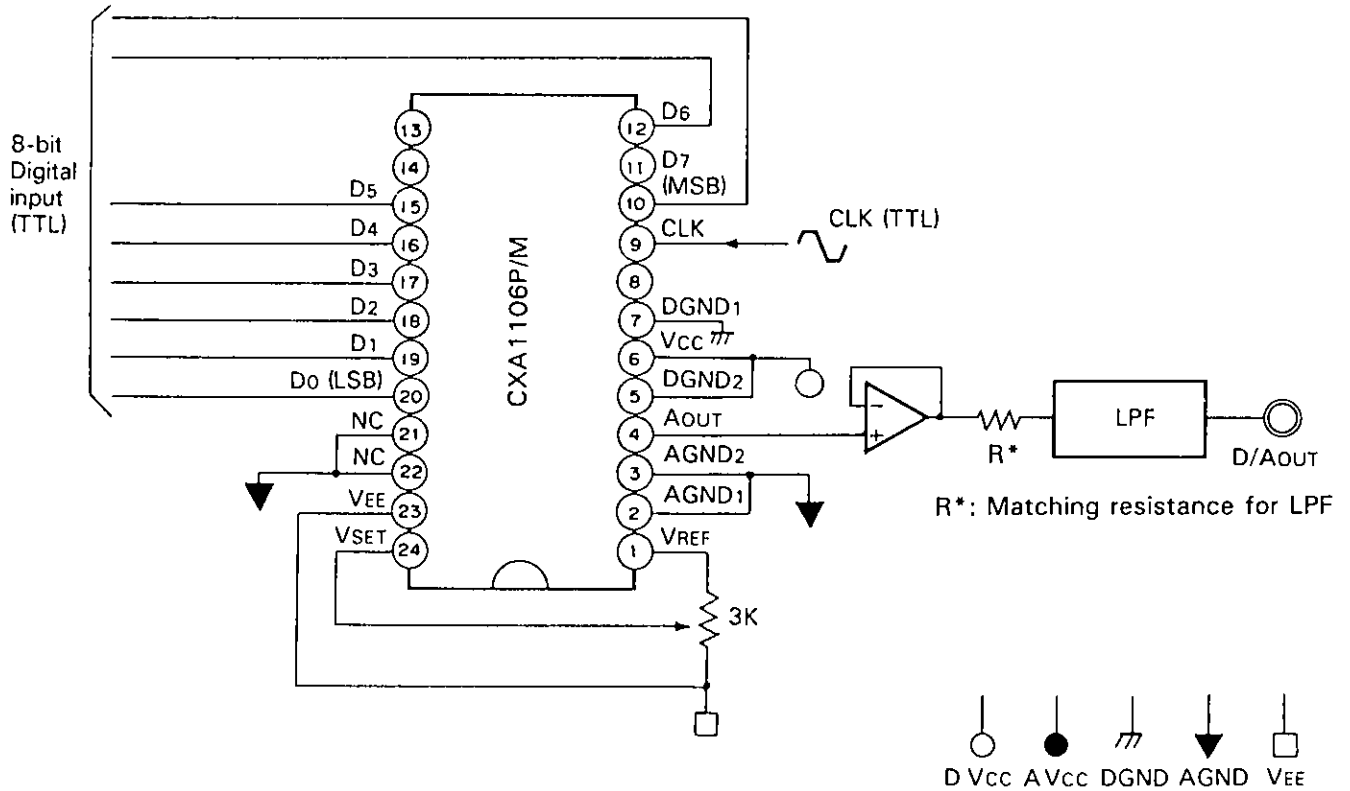 8-bit
Digital
input
(TTL)
D5
D4
D3
D2
D1
D0 (LSB)
NC
NC
VEE
VSET
13
14
15
16
17
18
19
20
21
22
23
24
CXA1106P/M
12
11
10
9
8
7
6
5
4
3
2
1
D6
D7
(MSB)
CLK
DGND1
VCC
DGND2
AOUT
AGND2
AGND1
VREF
CLK (TTL)
3K
-
+
R*
LPF
D/AOUT
R*: Matching resistance for LPF
D VCC A VCC DGND AGND VEE